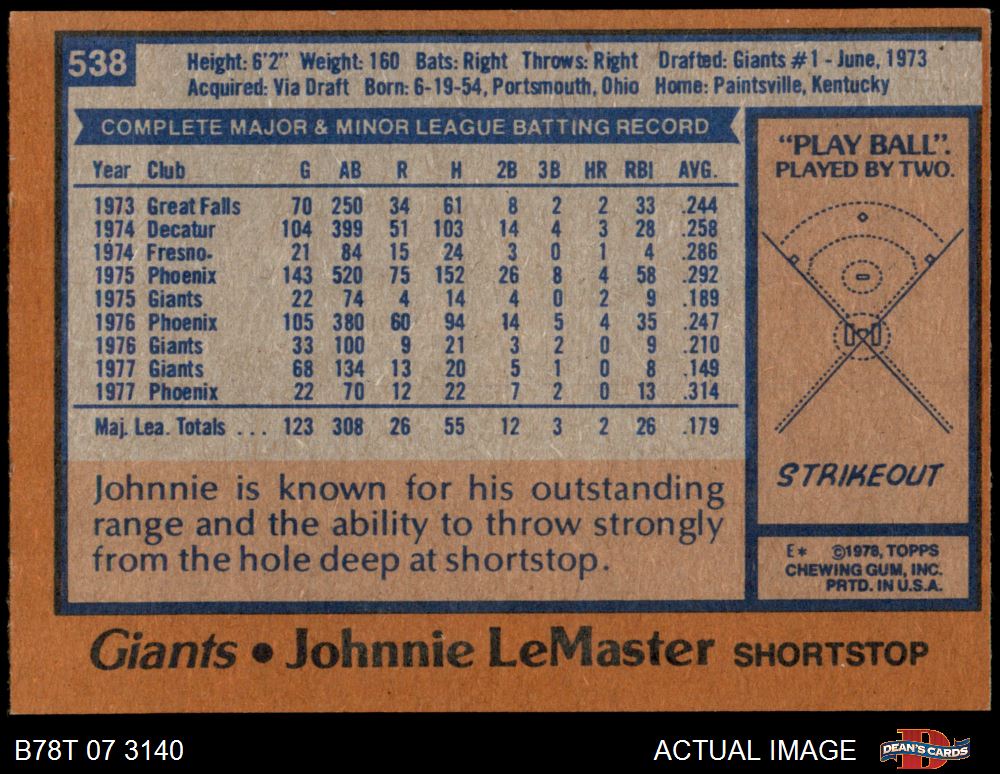 538
Height: 6'2" Weight: 160 Bats: Right Throws: Right Drafted: Giants #1 - June, 1973
Acquired: Via Draft Born: 6-19-54, Portsmouth, Ohio Home: Paintsville, Kentucky
COMPLETE MAJOR & MINOR LEAGUE BATTING RECORD
Year Club G AB R H 2B 3B HR RBI AVG.
1973 Great Falls 70 250 34 61 8 2 2 33 .244
1974 Decatur 104 399 51 103 14 4 3 28 .258
1974 Fresno. 21 84 15 24 3 0 1 4 .286
1975 Phoenix 143 520 75 152 26 8 4 58 .292
1975 Giants 22 74 4 14 4 0 2 9 .189
1976 Phoenix 105 380 60 94 14 5 4 35 .247
1976 Giants 33 100 9 21 3 2 0 9 .210
1977 Giants 68 134 13 20 5 1 0 8 .149
1977 Phoenix 22 70 12 22 7 2 0 13 .314
Maj. Lea. Totals ... 123 308 26 55 12 3 2 26 .179
Johnnie is known for his outstanding
range and the ability to throw strongly
from the hole deep at shortstop.
"PLAY BALL".
PLAYED BY TWO.
STRIKEOUT
E* ©1978, TOPPS
CHEWING GUM, INC.
PRTD. IN U.S.A.
Giants • Johnnie LeMaster SHORTSTOP
B78T 07 3140
ACTUAL IMAGE
DEAN'S CARDS